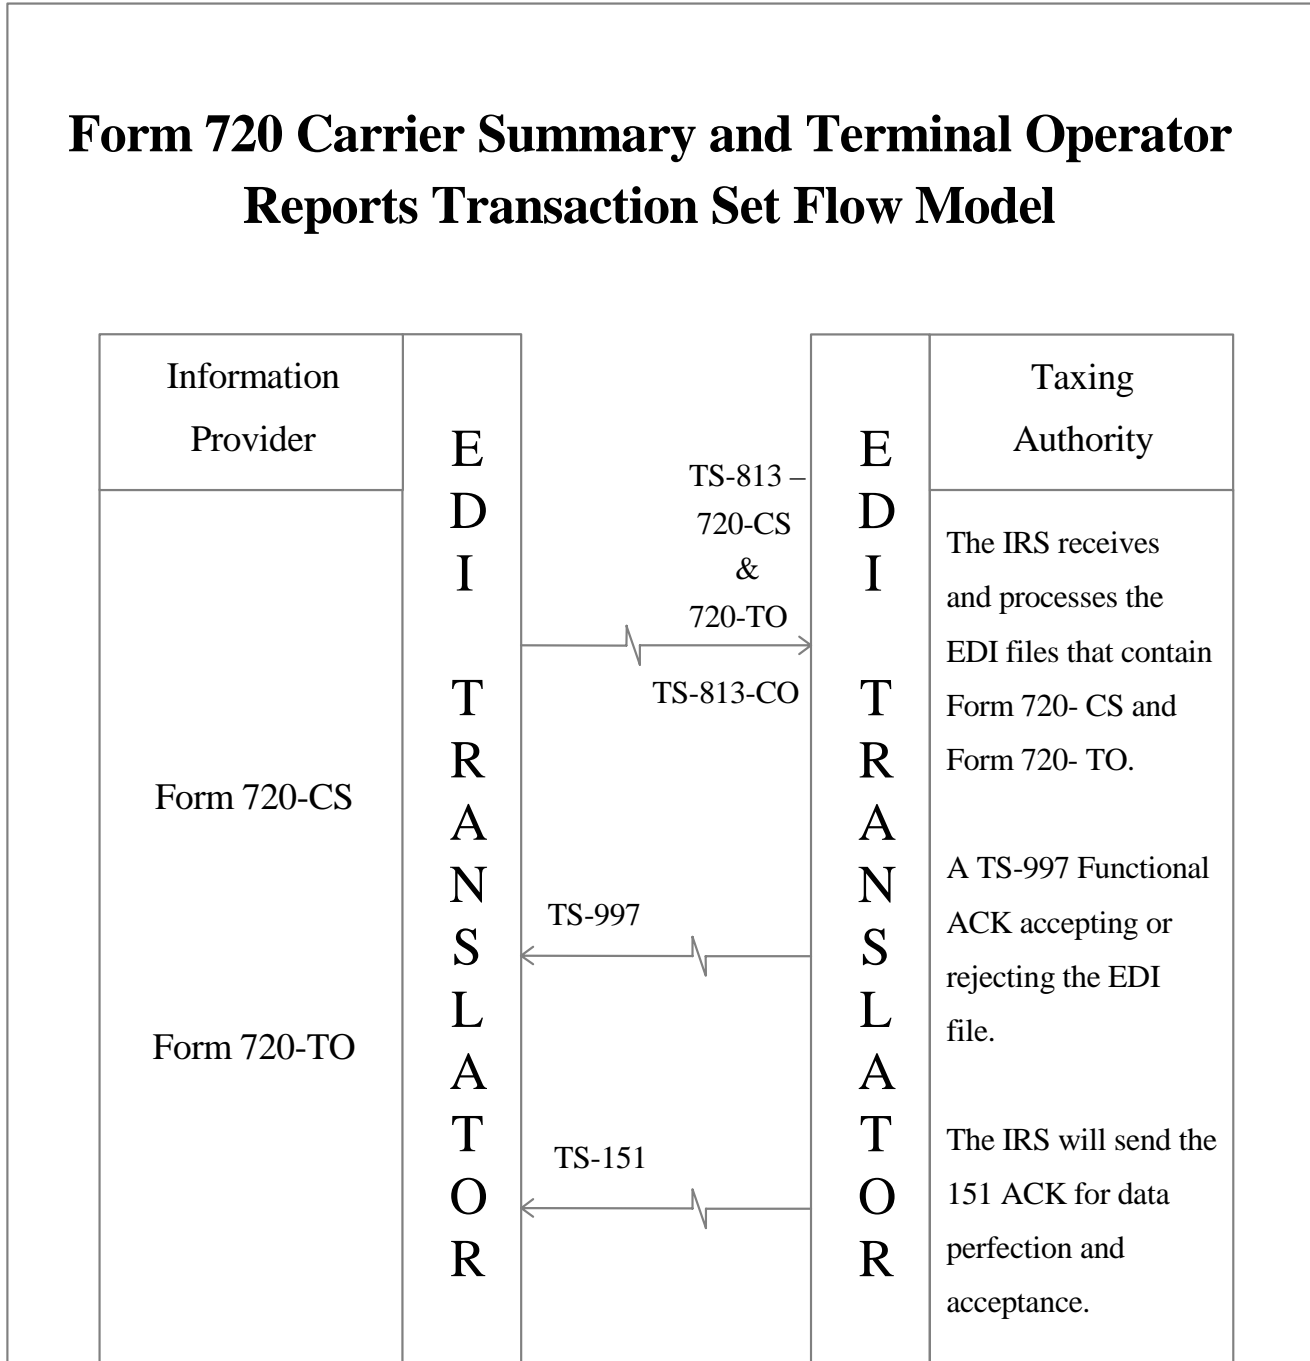 Form 720 Carrier Summary and Terminal Operator
Reports Transaction Set Flow Model
Information
Provider
Form 720-CS
Form 720-TO
E
D
I
T
R
A
N
S
L
A
T
O
R
TS-813 –
720-CS
&
720-TO
TS-813-CO
TS-997
TS-151
E
D
I
T
R
A
N
S
L
A
T
O
R
Taxing
Authority
The IRS receives
and processes the
EDI files that contain
Form 720- CS and
Form 720- TO.
A TS-997 Functional
ACK accepting or
rejecting the EDI
file.
The IRS will send the
151 ACK for data
perfection and
acceptance.